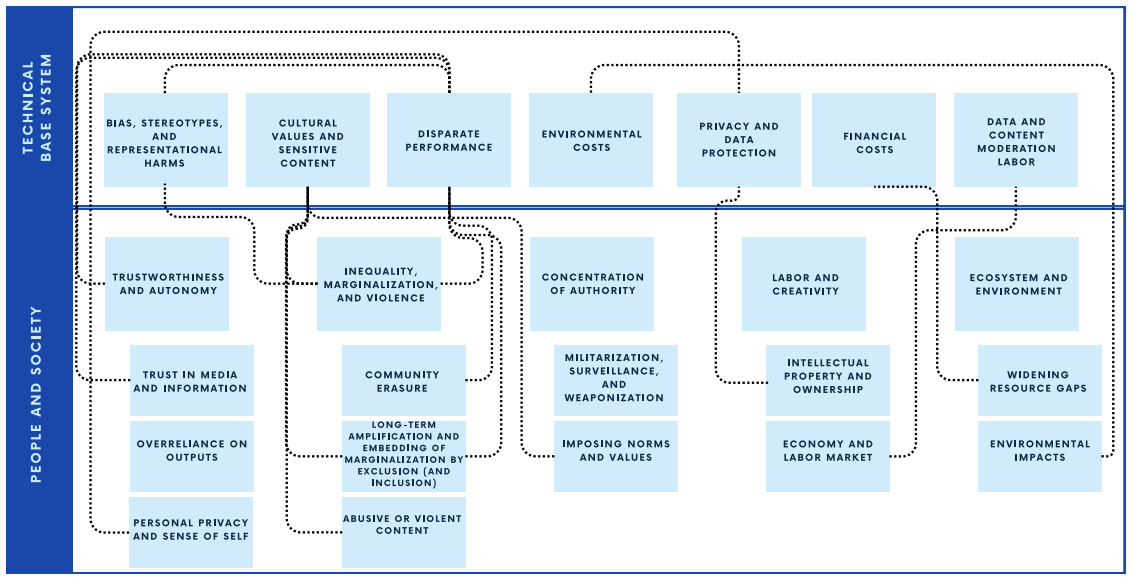 TECHNICAL
BASE SYSTEM
BIAS, STEREOTYPES,
AND
REPRESENTATIONAL
HARMS
CULTURAL
VALUES AND
SENSITIVE
CONTENT
DISPARATE
PERFORMANCE
ENVIRONMENTAL
COSTS
PRIVACY AND
DATA
PROTECTION
FINANCIAL
COSTS
DATA AND
CONTENT
MODERATION
LABOR
PEOPLE AND SOCIETY
TRUSTWORTHINESS
AND AUTONOMY
INEQUALITY,
MARGINALIZATION,
AND VIOLENCE
CONCENTRATION
OF AUTHORITY
LABOR AND
CREATIVITY
ECOSYSTEM AND
ENVIRONMENT
TRUST IN MEDIA
AND INFORMATION
COMMUNITY
ERASURE
MILITARIZATION,
SURVEILLANCE,
AND
WEAPONIZATION
INTELLECTUAL
PROPERTY AND
OWNERSHIP
WIDENING
RESOURCE GAPS
OVERRELIANCE ON
OUTPUTS
LONG-TERM
AMPLIFICATION AND
EMBEDDING OF
MARGINALIZATION BY
EXCLUSION (AND
INCLUSION)
IMPOSING NORMS
AND VALUES
ECONOMY AND
LABOR MARKET
ENVIRONMENTAL
IMPACTS
PERSONAL PRIVACY
AND SENSE OF SELF
ABUSIVE OR VIOLENT
CONTENT